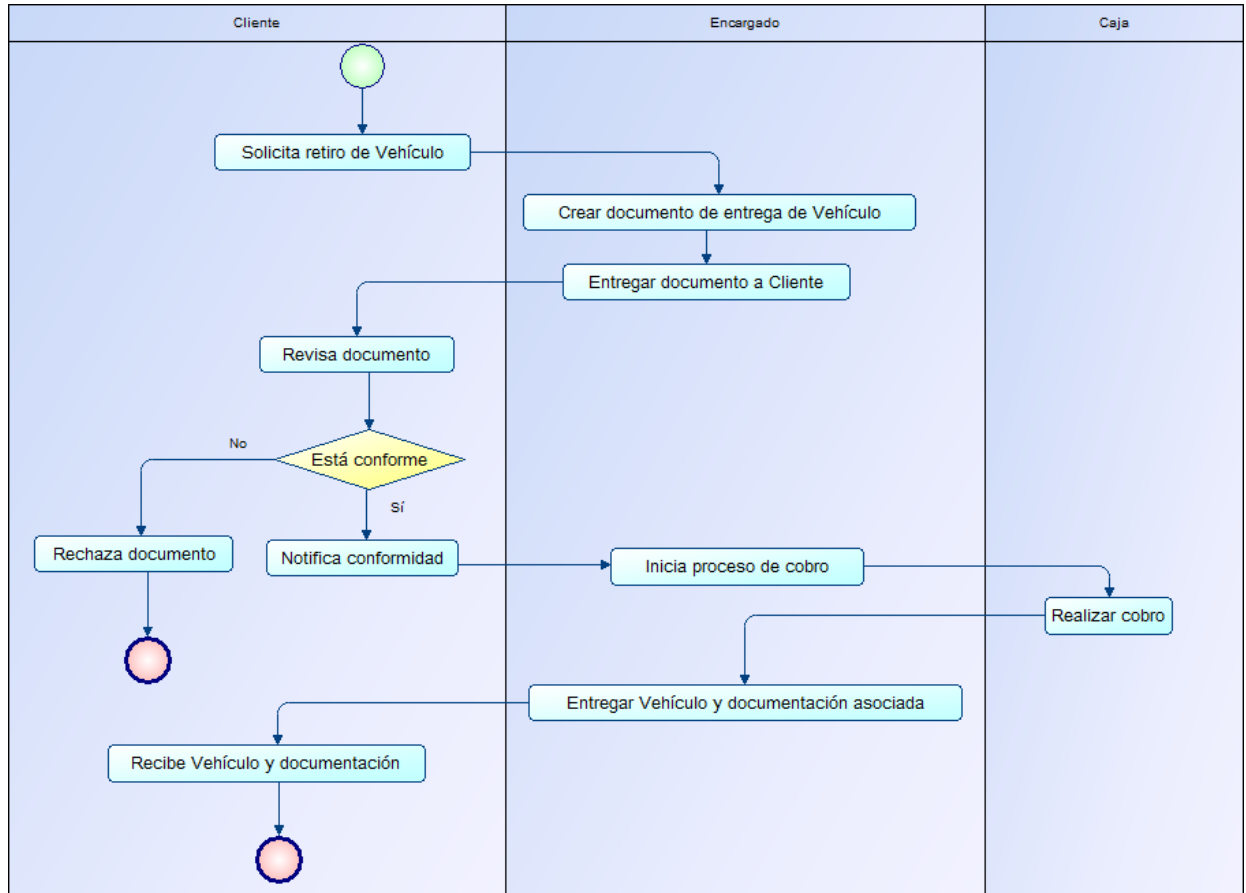 Cliente
Encargado
Caja
Solicita retiro de Vehículo
Crear documento de entrega de Vehículo
Entregar documento a Cliente
Revisa documento
Está conforme
No
Sí
Rechaza documento
Notifica conformidad
Inicia proceso de cobro
Realizar cobro
Entregar Vehículo y documentación asociada
Recibe Vehículo y documentación